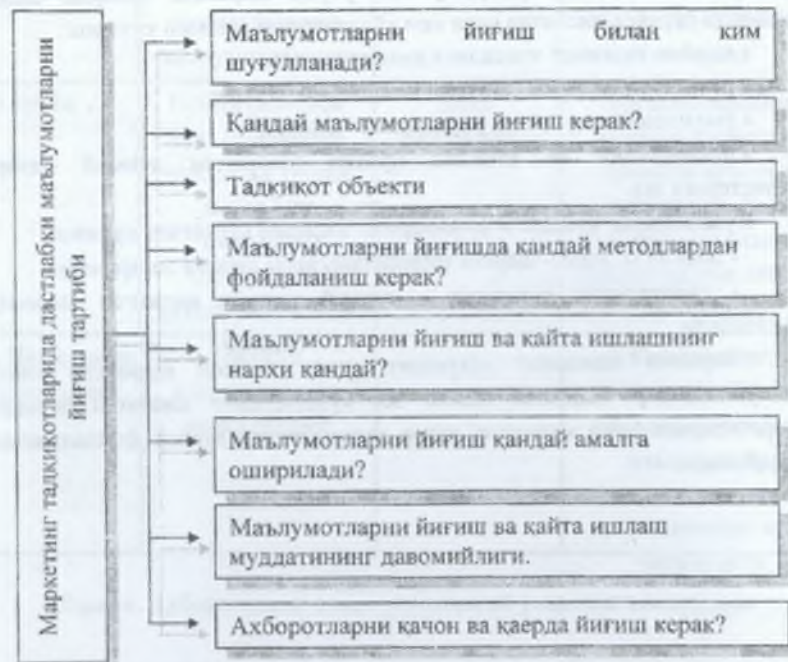 Маркетинг тадкикотларида дастлабки маълумотларни
йиғиш тартиби
Маълумотларни йиғиш билан ким
шуғулланади?
Қандай маълумотларни йиғиш керак?
Тадкикот объекти
Маълумотларни йиғишда қандай методлардан
фойдаланиш керак?
Маълумотларни йиғиш ва кайта ишлашнинг
нархи қандай?
Маълумотларни йиғиш қандай амалга
оширилади?
Маълумотларни йиғиш ва кайта ишлаш
муддатининг давомийлиги.
Ахборотларни қачон ва қаерда йиғиш керак?